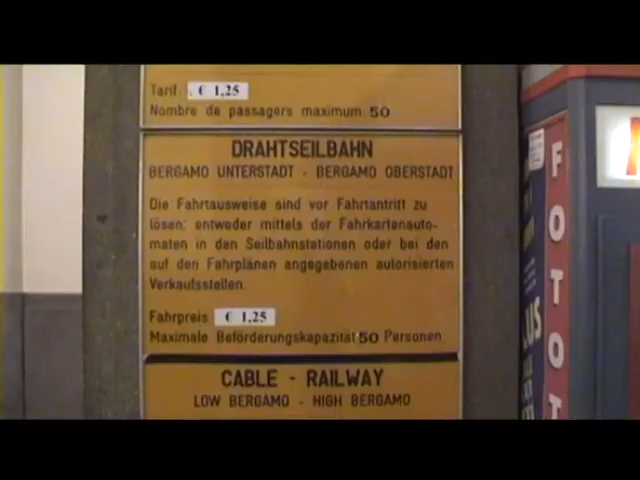 Tarif. € 1,25
Nombre de passagers maximum 50
DRAHTSEILBAHN
BERGAMO UNTERSTADT - BERGAMO OBERSTADT
Die Fahrtausweise sind vor Fahrtantritt zu
lösen: entweder mittels der Fahrkartenauto-
maten in den Seilbahnstationen oder bei den
auf den Fahrplänen angegebenen autorisierten
Verkaufsstellen.
Fahrpreis € 1,25
Maximale Beförderungskapazität 50 Personen
CABLE - RAILWAY
LOW BERGAMO - HIGH BERGAMO
FOTOT